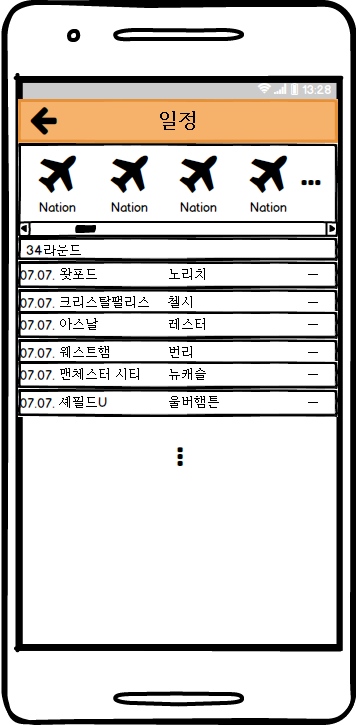 13:28
일정
Nation Nation Nation Nation
34라운드
07.07. 왓포드 노리치 –
07.07. 크리스탈팰리스 첼시 –
07.07. 아스날 레스터 –
07.07. 웨스트햄 번리 –
07.07. 맨체스터 시티 뉴캐슬 –
07.07. 셰필드U 울버햄튼 –